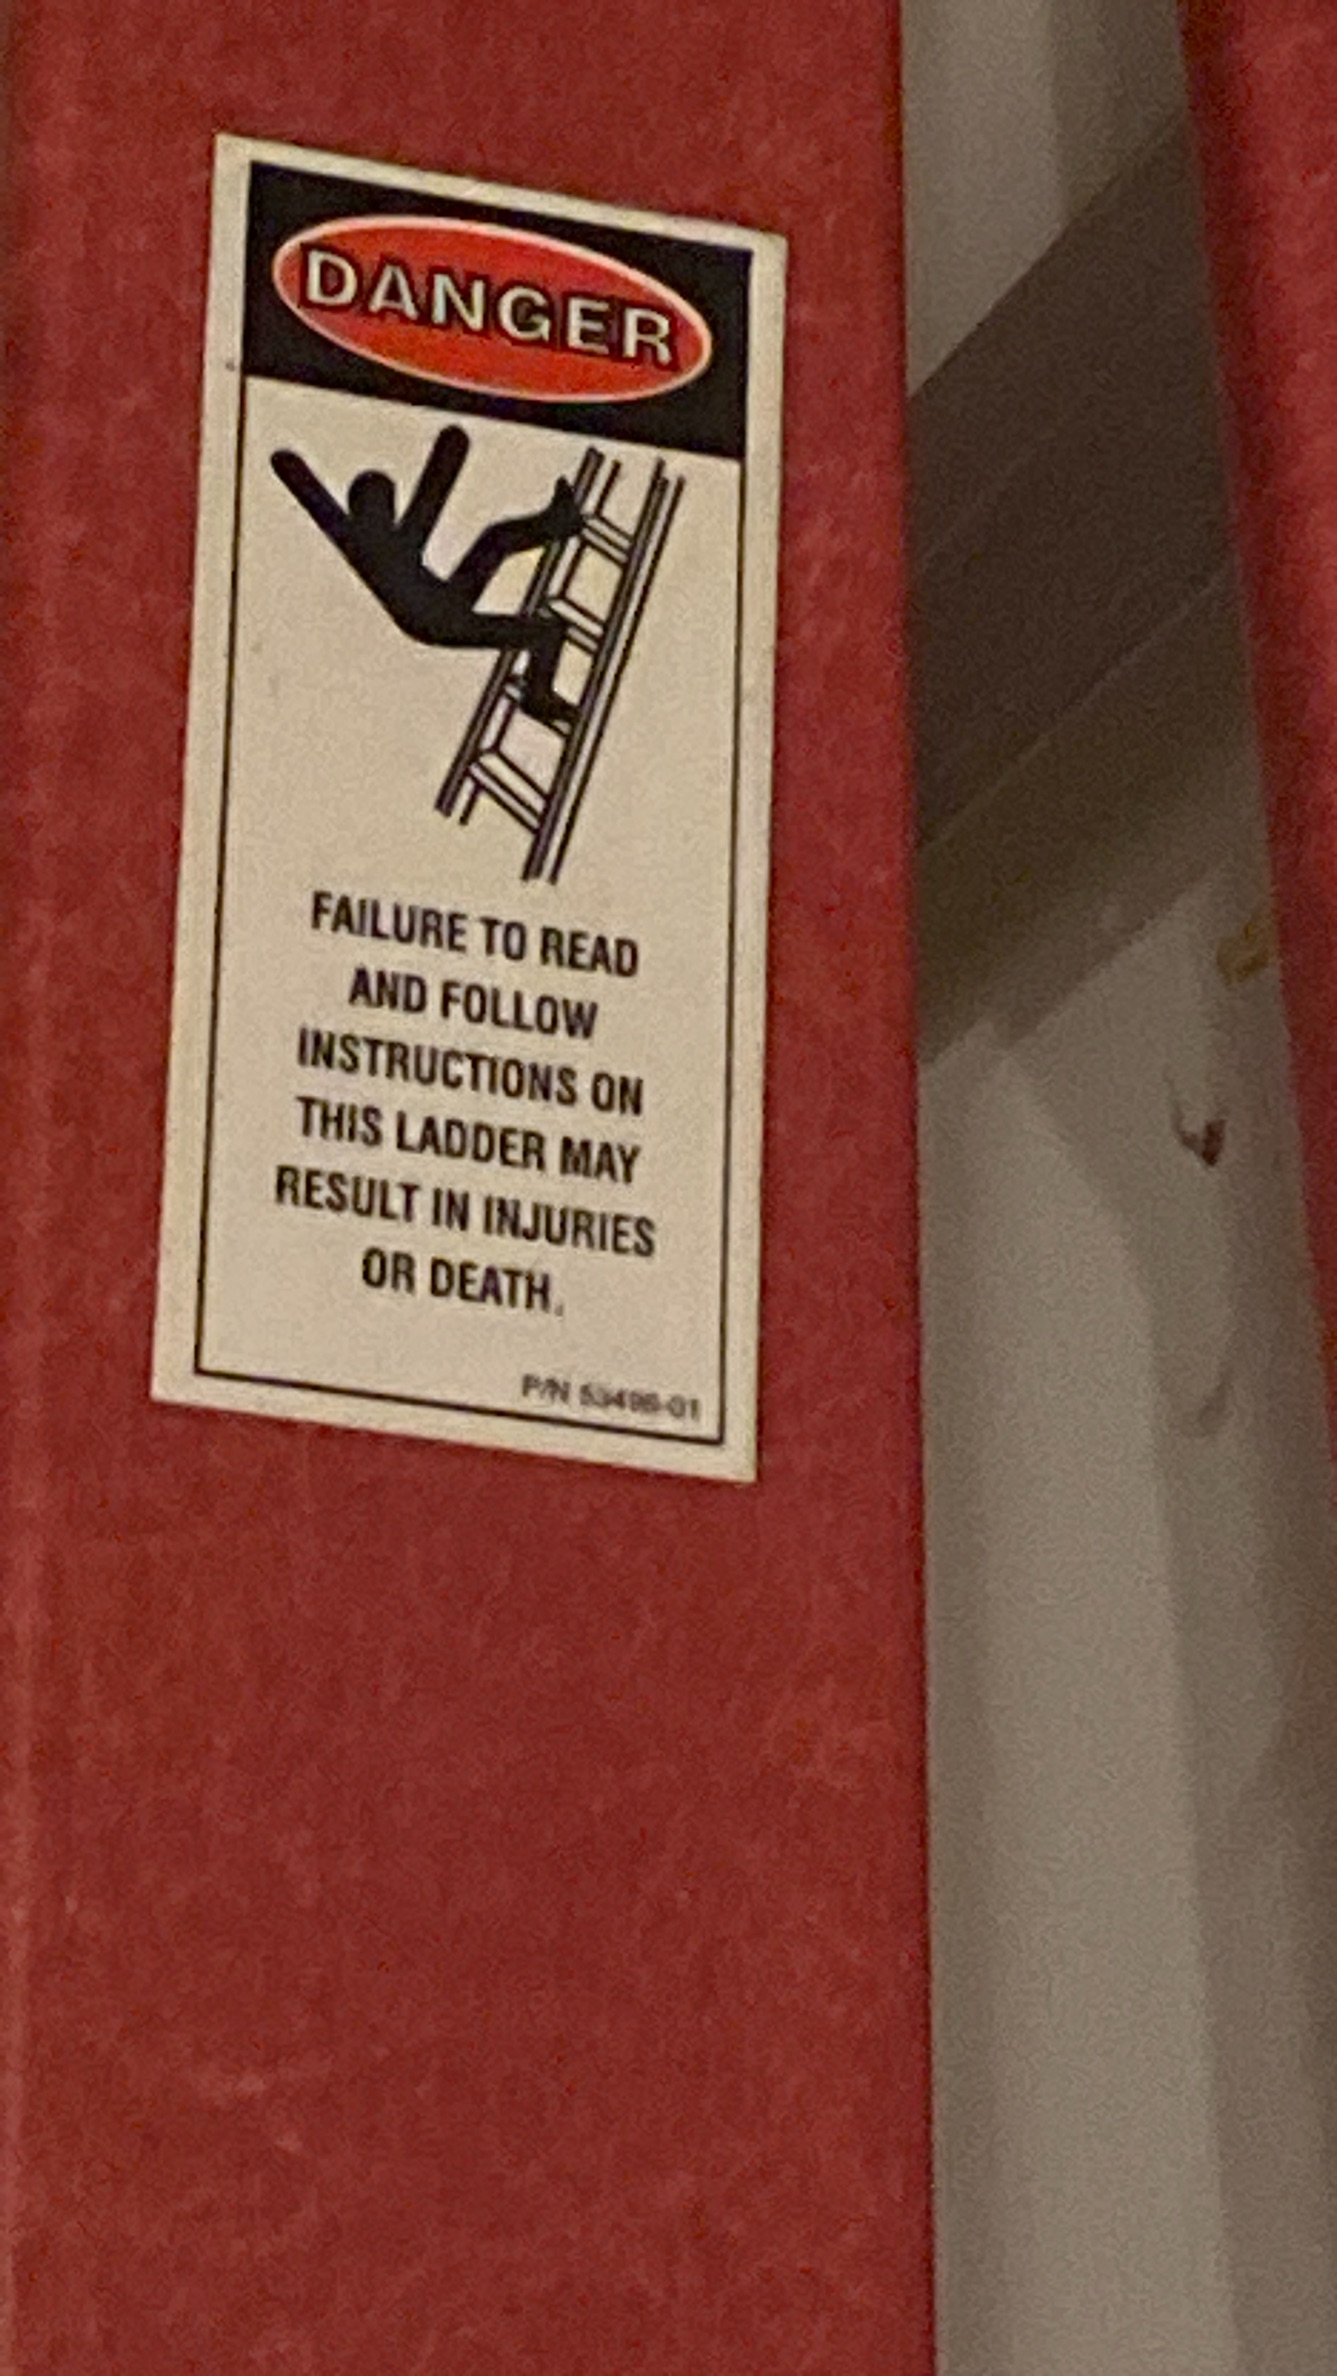 DANGER
FAILURE TO READ
AND FOLLOW
INSTRUCTIONS ON
THIS LADDER MAY
RESULT IN INJURIES
OR DEATH.
P/N